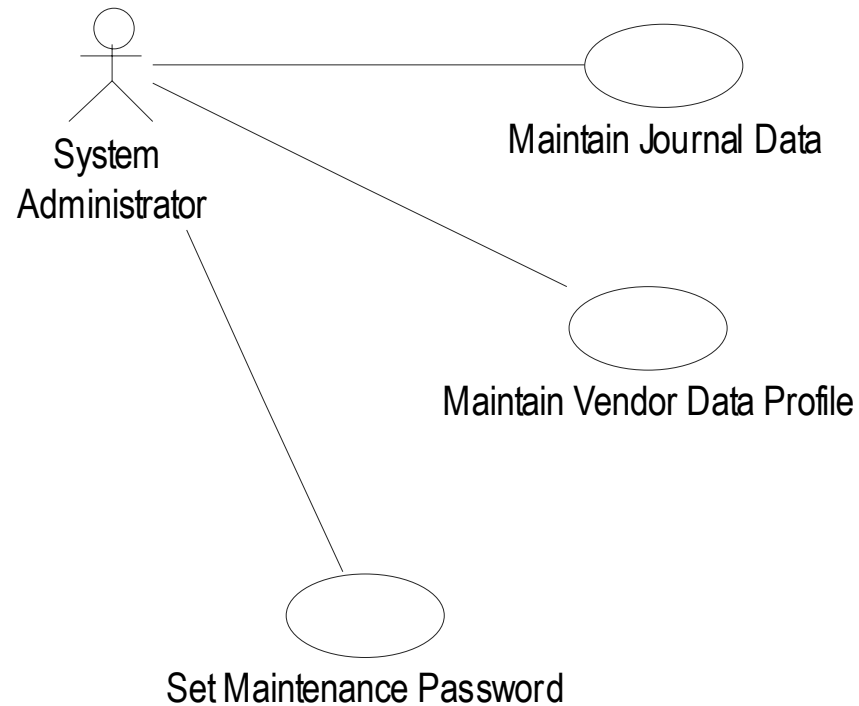 System
Administrator
Maintain Journal Data
Maintain Vendor Data Profile
Set Maintenance Password